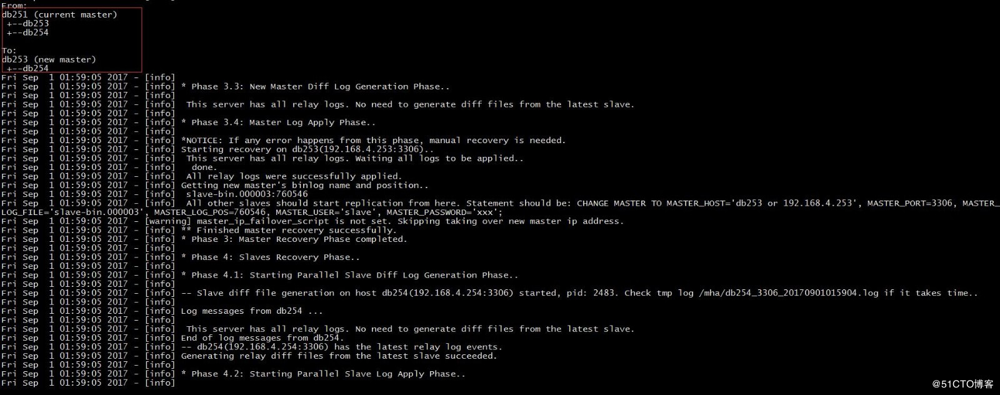 From:
db251 (current master)
 +--db253
 +--db254
To:
db253 (new master)
 +--db254
Fri Sep  1 01:59:05 2017 - [info]
Fri Sep  1 01:59:05 2017 - [info] * Phase 3.3: New Master Diff Log Generation Phase..
Fri Sep  1 01:59:05 2017 - [info]
Fri Sep  1 01:59:05 2017 - [info]  This server has all relay logs. No need to generate diff files from the latest slave.
Fri Sep  1 01:59:05 2017 - [info]
Fri Sep  1 01:59:05 2017 - [info] * Phase 3.4: Master Log Apply Phase..
Fri Sep  1 01:59:05 2017 - [info]
Fri Sep  1 01:59:05 2017 - [info] *NOTICE: If any error happens from this phase, manual recovery is needed.
Fri Sep  1 01:59:05 2017 - [info] Starting recovery on db253(192.168.4.253:3306)..
Fri Sep  1 01:59:05 2017 - [info]  This server has all relay logs. Waiting all logs to be applied..
Fri Sep  1 01:59:05 2017 - [info]   done.
Fri Sep  1 01:59:05 2017 - [info]  All relay logs were successfully applied.
Fri Sep  1 01:59:05 2017 - [info] Getting new master's binlog name and position..
Fri Sep  1 01:59:05 2017 - [info]  slave-bin.000003:760546
Fri Sep  1 01:59:05 2017 - [info]  All other slaves should start replication from here. Statement should be: CHANGE MASTER TO MASTER_HOST='db253 or 192.168.4.253', MASTER_PORT=3306, MASTER_
LOG_FILE='slave-bin.000003', MASTER_LOG_POS=760546, MASTER_USER='slave', MASTER_PASSWORD='xxx';
Fri Sep  1 01:59:05 2017 - [warning] master_ip_failover_script is not set. Skipping taking over new master ip address.
Fri Sep  1 01:59:05 2017 - [info] ** Finished master recovery successfully.
Fri Sep  1 01:59:05 2017 - [info] * Phase 3: Master Recovery Phase completed.
Fri Sep  1 01:59:05 2017 - [info]
Fri Sep  1 01:59:05 2017 - [info] * Phase 4: Slaves Recovery Phase..
Fri Sep  1 01:59:05 2017 - [info]
Fri Sep  1 01:59:05 2017 - [info] * Phase 4.1: Starting Parallel Slave Diff Log Generation Phase..
Fri Sep  1 01:59:05 2017 - [info]
Fri Sep  1 01:59:05 2017 - [info] -- Slave diff file generation on host db254(192.168.4.254:3306) started, pid: 2483. Check tmp log /mha/db254_3306_20170901015904.log if it takes time..
Fri Sep  1 01:59:05 2017 - [info]
Fri Sep  1 01:59:05 2017 - [info] Log messages from db254 ...
Fri Sep  1 01:59:05 2017 - [info]
Fri Sep  1 01:59:05 2017 - [info]  This server has all relay logs. No need to generate diff files from the latest slave.
Fri Sep  1 01:59:05 2017 - [info] End of log messages from db254.
Fri Sep  1 01:59:05 2017 - [info] -- db254(192.168.4.254:3306) has the latest relay log events.
Fri Sep  1 01:59:05 2017 - [info] Generating relay diff files from the latest slave succeeded.
Fri Sep  1 01:59:05 2017 - [info]
Fri Sep  1 01:59:05 2017 - [info] * Phase 4.2: Starting Parallel Slave Log Apply Phase..
Fri Sep  1 01:59:05 2017 - [info]
@51CTO博客